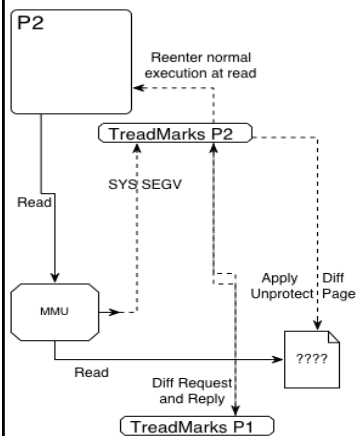 P2
Reenter normal
execution at read
TreadMarks P2
SYS SEGV
Read
MMU
Apply Diff
Unprotect Page
????
Read
Diff Request
and Reply
TreadMarks P1